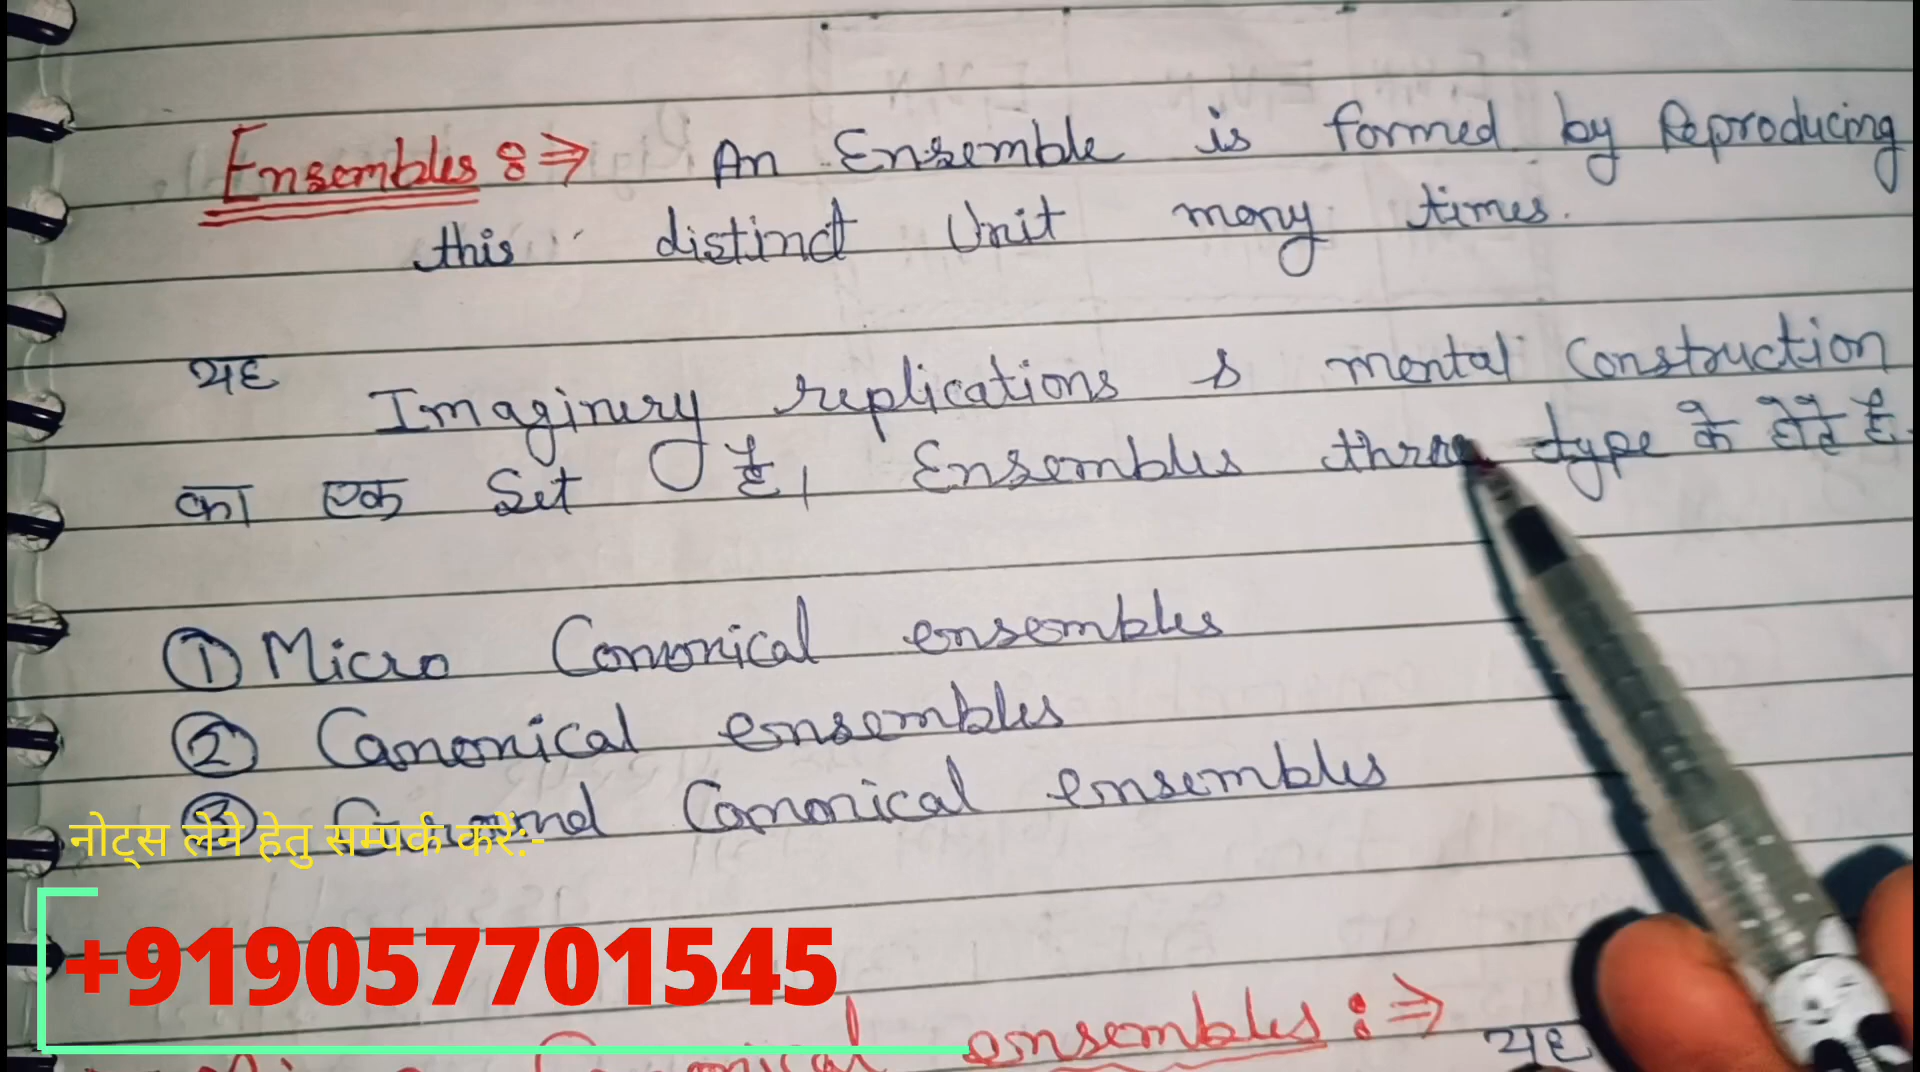 Ensembles :⇒ An Ensemble is formed by Reproducing
this distinct Unit many times.
यह Imaginery replications & mental Construction
का एक Set है। Ensembles three type के होते है.
① Micro Canonical ensembles
② Canonical ensembles
③ Grand Canonical ensembles
नोट्स लेने हेतु सम्पर्क करें:-
+919057701545
Canonical ensembles :⇒ यह